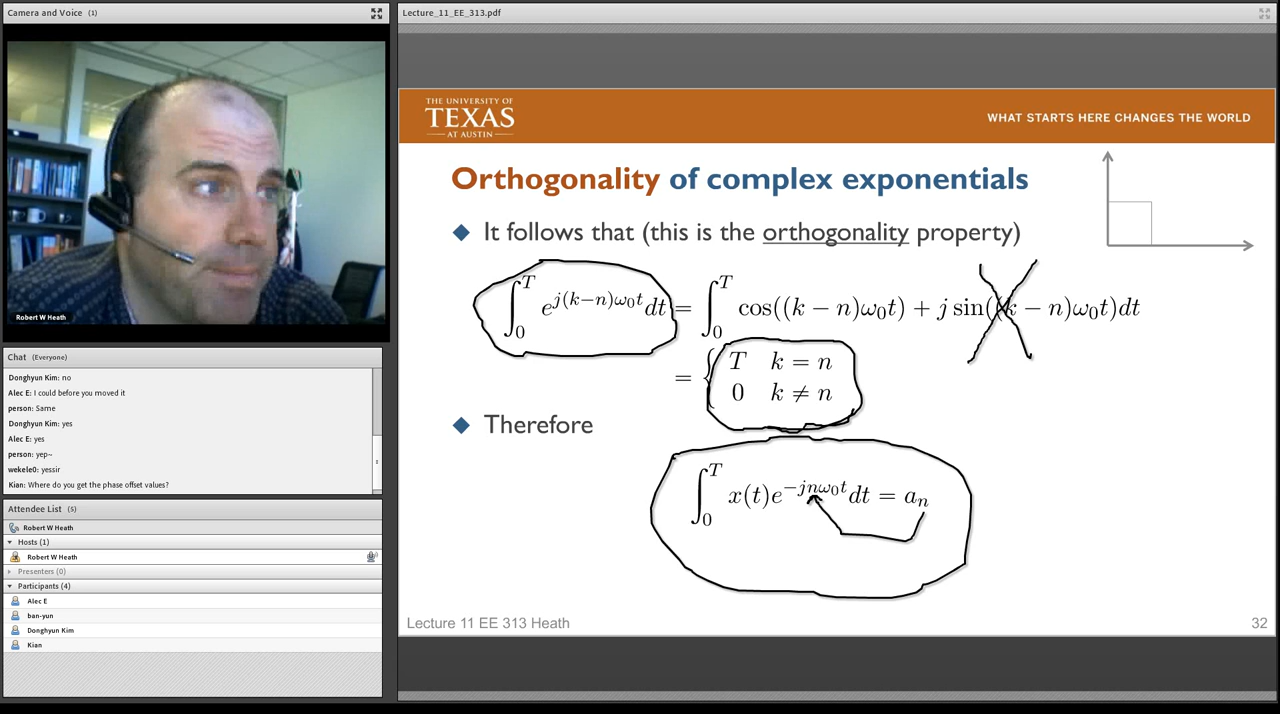 Camera and Voice (1)
Robert W Heath
Chat (Everyone)
Donghyun Kim: no
Alec E: I could before you moved it
person: Same
Donghyun Kim: yes
Alec E: yes
person: yep~
wekele0: yessir
Kian: Where do you get the phase offset values?
Attendee List (5)
Robert W Heath
Hosts (1)
Robert W Heath
Presenters (0)
Participants (4)
Alec E
ban-yun
Donghyun Kim
Kian
Lecture_11_EE_313.pdf
THE UNIVERSITY OF
TEXAS
AT AUSTIN
WHAT STARTS HERE CHANGES THE WORLD
Orthogonality of complex exponentials
It follows that (this is the orthogonality property)
∫₀ᵀ e^{j(k−n)ω₀t}dt = ∫₀ᵀ cos((k − n)ω₀t) + j sin((k − n)ω₀t)dt
= { T k = n
0 k ≠ n
Therefore
∫₀ᵀ x(t)e^{−jnω₀t}dt = aₙ
Lecture 11 EE 313 Heath
32